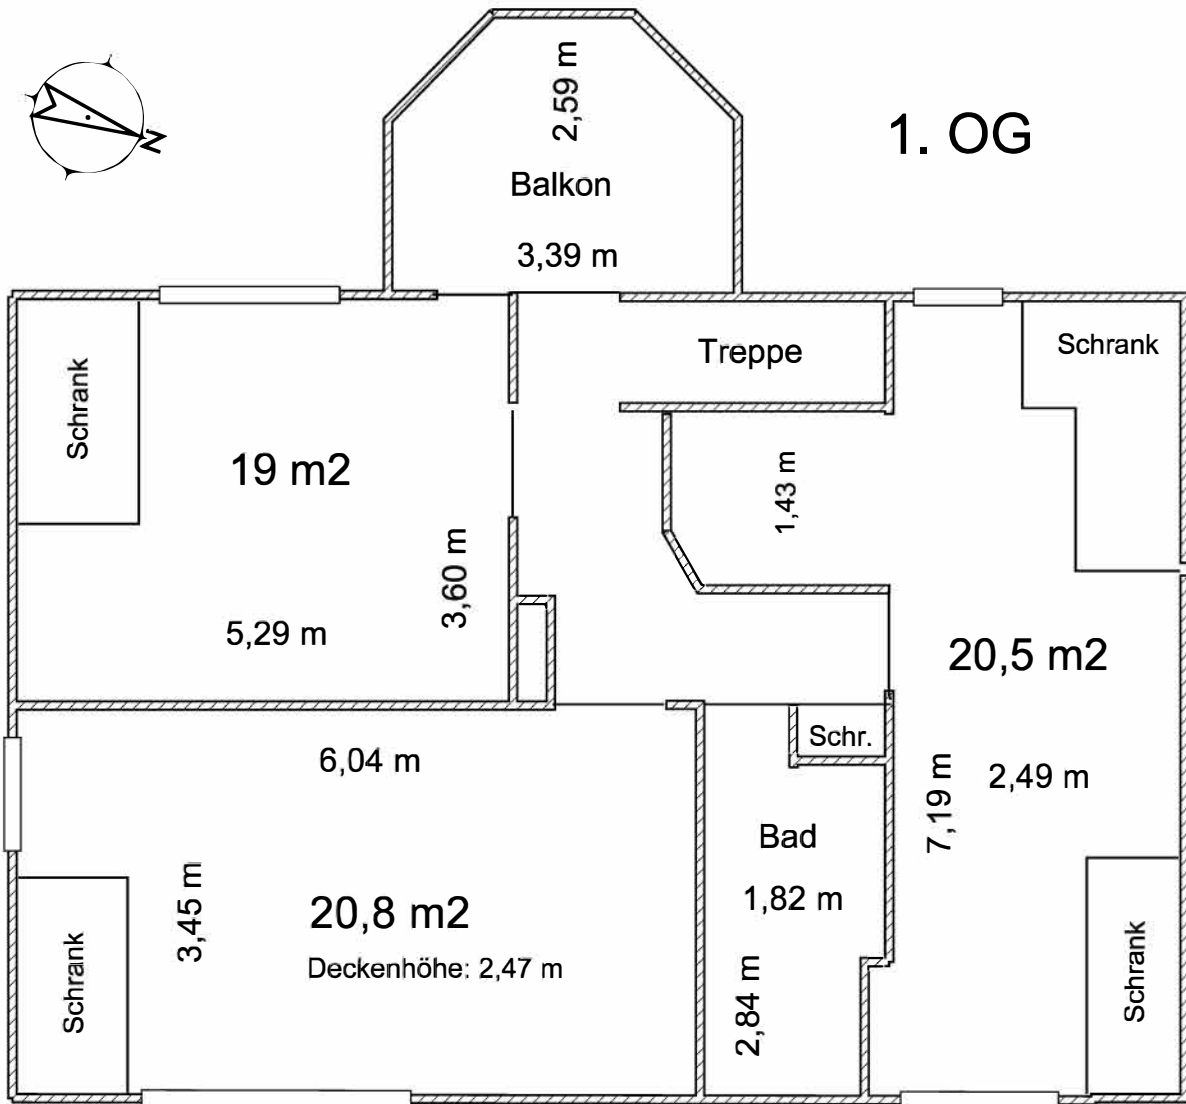 2,59 m
N
1. OG
Balkon
3,39 m
Schrank
Treppe
Schrank
19 m2
1,43 m
3,60 m
5,29 m
20,5 m2
Schr.
6,04 m
7,19 m
2,49 m
Bad
3,45 m
20,8 m2
1,82 m
Deckenhöhe: 2,47 m
Schrank
2,84 m
Schrank